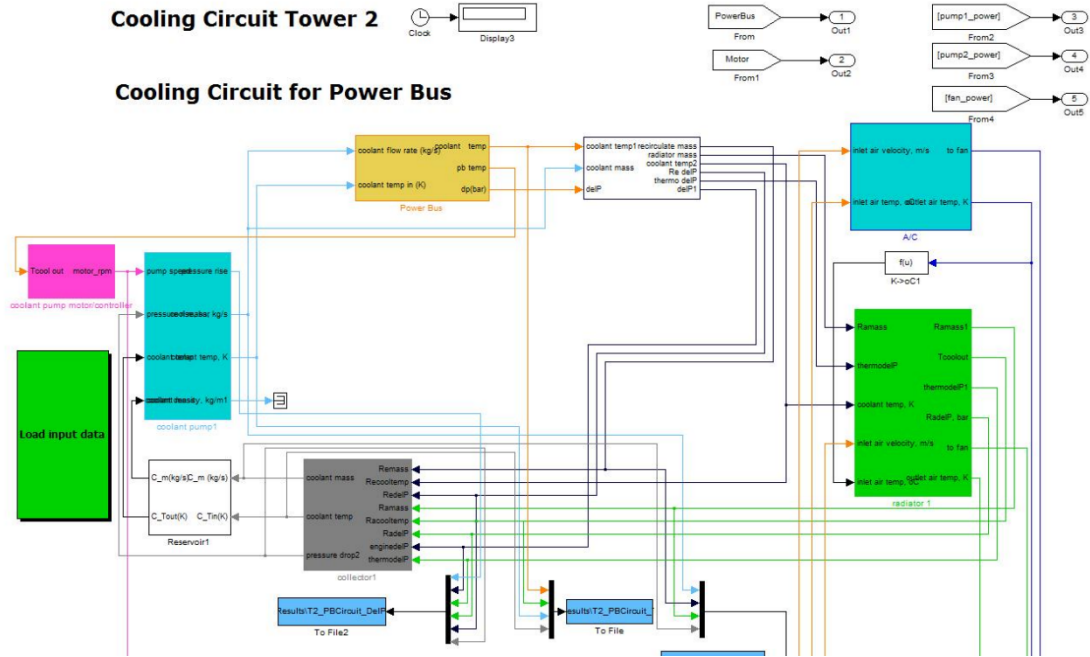 Cooling Circuit Tower 2
Clock
Display3
PowerBus
From
1
Out1
[pump1_power]
From2
3
Out3
Motor
From1
2
Out2
[pump2_power]
From3
4
Out4
[fan_power]
From4
5
Out5
Cooling Circuit for Power Bus
coolant flow rate (kg/s)
coolant temp
pb temp
coolant temp in (K)
dp(bar)
Power Bus
coolant temp1
recirculate mass
radiator mass
coolant mass
coolant temp2
Re delP
thermo delP
delP
delP1
inlet air velocity, m/s
to fan
inlet air temp, oC
outlet air temp, K
A/C
f(u)
K->oC1
Tcool out
motor_rpm
coolant pump motor/controller
pump speed
pressure rise
kg/s
temp, K
kg/m1
coolant pump1
Load input data
Ramass
Ramass1
Tcoolout
thermodelP
thermodelP1
coolant temp, K
RadelP, bar
inlet air velocity, m/s
to fan
inlet air temp, oC
outlet air temp, K
radiator 1
C_m(kg/s)
C_m (kg/s)
C_Tout(K)
C_Tin(K)
Reservoir1
coolant mass
coolant temp
pressure drop2
Remass
Recooltemp
RedelP
Ramass
Racooltemp
RadelP
enginedelP
thermodelP
collector1
Results\T2_PBCircuit_DelP
To File2
esults\T2_PBCircuit_
To File